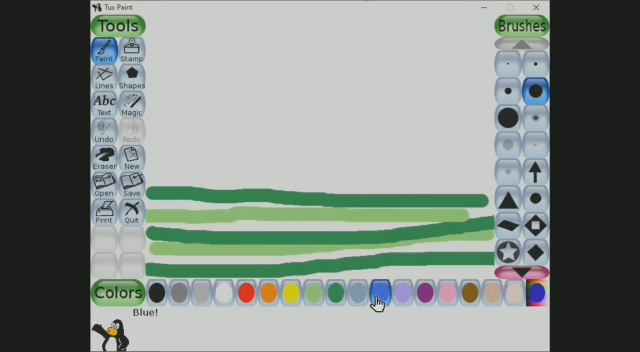 Tux Paint
Tools
Brushes
Paint
Stamp
Lines
Shapes
Abc
Text
Magic
Undo
Redo
Eraser
New
Open
Save
Print
Quit
Colors
Blue!